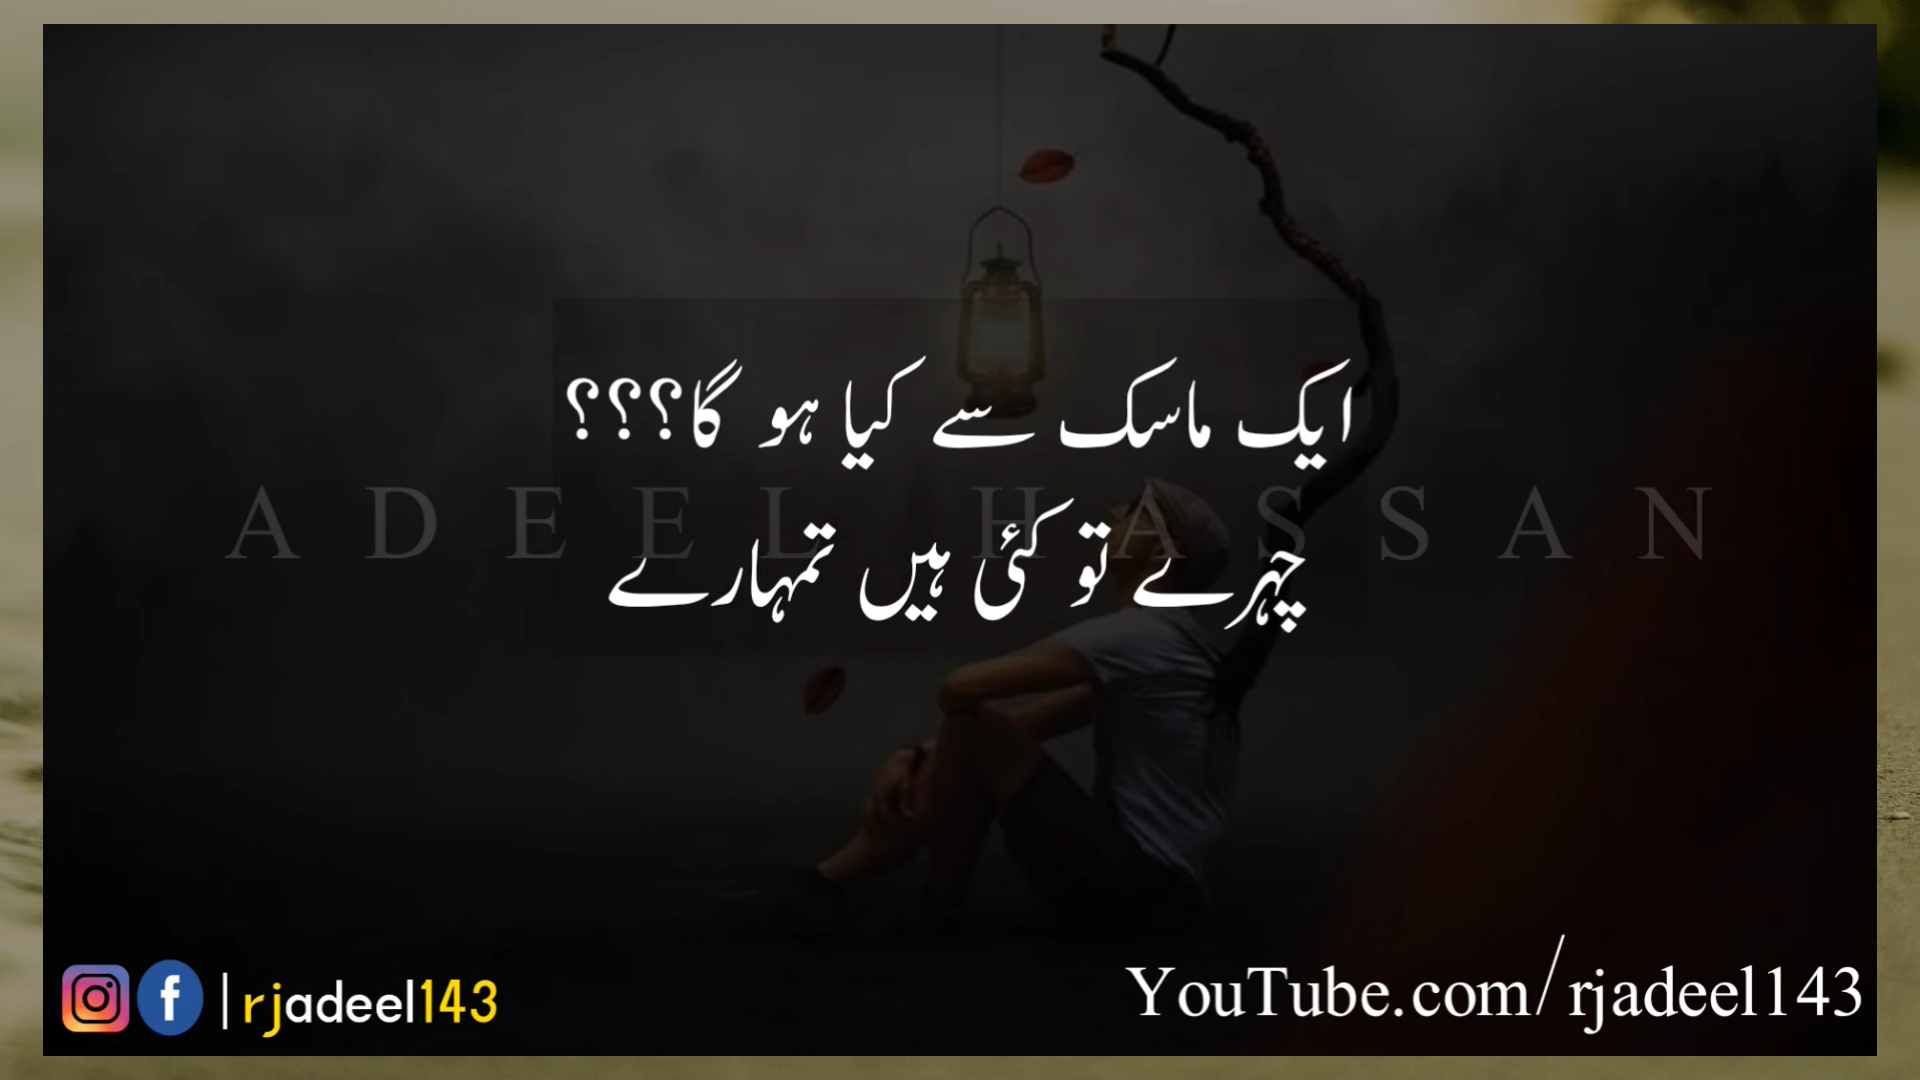 ایک ماسک سے کیا ہو گا؟؟؟
ADEEL HASSAN
چہرے تو کئی ہیں تمہارے
|rjadeel143
YouTube.com/rjadeel143